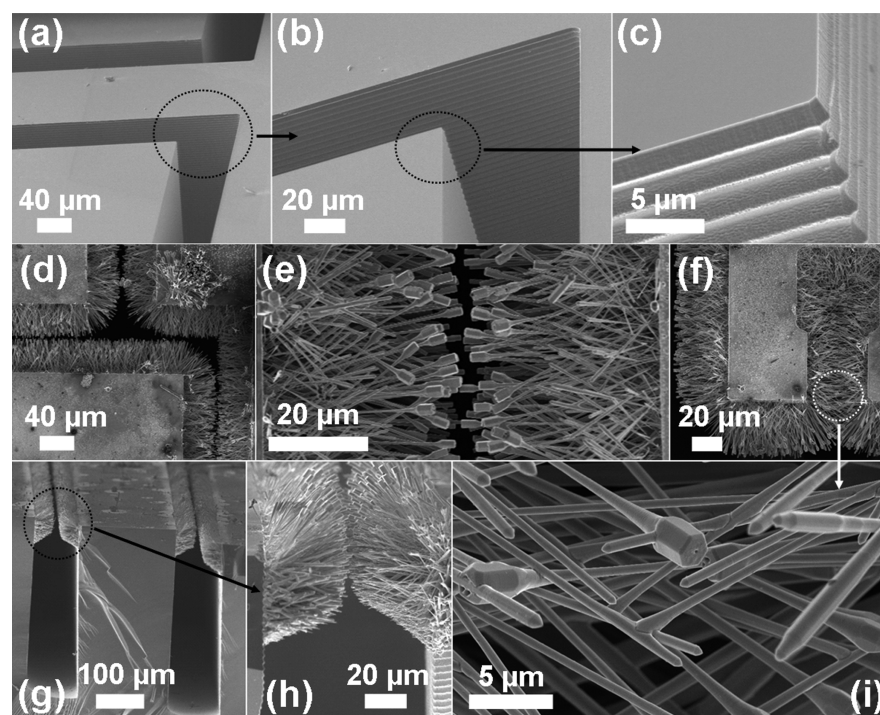 (a)
40 µm
(b)
20 µm
(c)
5 µm
(d)
40 µm
(e)
20 µm
(f)
20 µm
(g)
100 µm
(h)
20 µm
5 µm
(i)